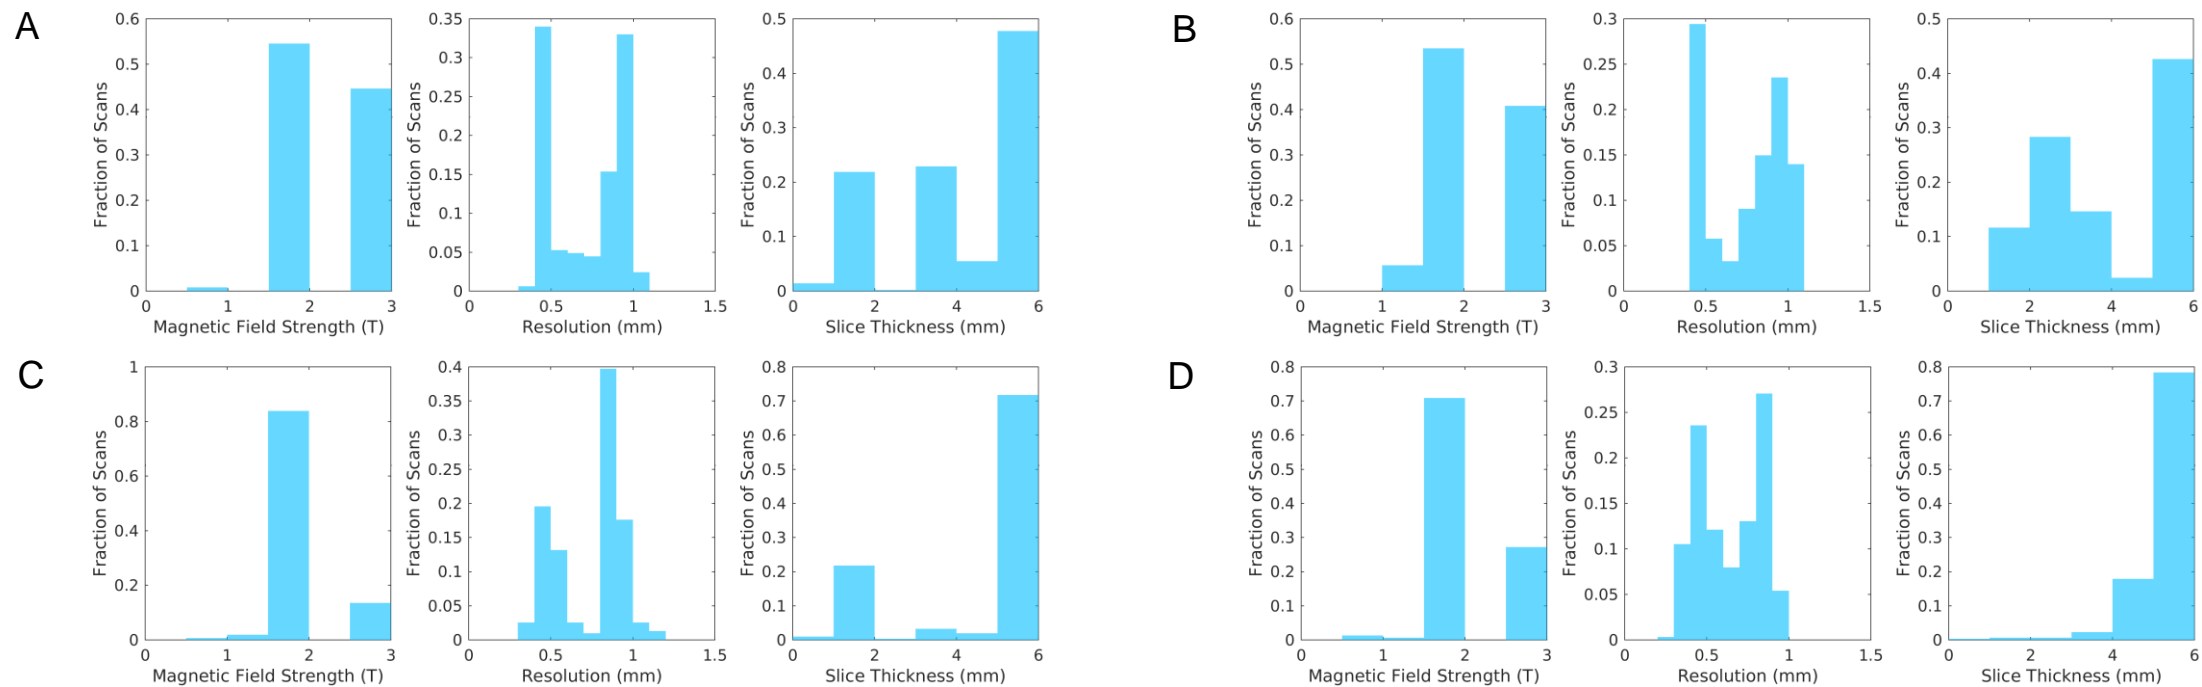 A
0.6
0.5
0.4
0.3
0.2
0.1
0
0 1 2 3
Magnetic Field Strength (T)
Fraction of Scans
0.35
0.3
0.25
0.2
0.15
0.1
0.05
0
0 0.5 1 1.5
Resolution (mm)
Fraction of Scans
0.5
0.4
0.3
0.2
0.1
0
0 2 4 6
Slice Thickness (mm)
Fraction of Scans
B
0.6
0.5
0.4
0.3
0.2
0.1
0
0 1 2 3
Magnetic Field Strength (T)
Fraction of Scans
0.3
0.25
0.2
0.15
0.1
0.05
0
0 0.5 1 1.5
Resolution (mm)
Fraction of Scans
0.5
0.4
0.3
0.2
0.1
0
0 2 4 6
Slice Thickness (mm)
Fraction of Scans
C
1
0.8
0.6
0.4
0.2
0
0 1 2 3
Magnetic Field Strength (T)
Fraction of Scans
0.4
0.35
0.3
0.25
0.2
0.15
0.1
0.05
0
0 0.5 1 1.5
Resolution (mm)
Fraction of Scans
0.8
0.7
0.6
0.5
0.4
0.3
0.2
0.1
0
0 2 4 6
Slice Thickness (mm)
Fraction of Scans
D
0.8
0.7
0.6
0.5
0.4
0.3
0.2
0.1
0
0 1 2 3
Magnetic Field Strength (T)
Fraction of Scans
0.3
0.25
0.2
0.15
0.1
0.05
0
0 0.5 1 1.5
Resolution (mm)
Fraction of Scans
0.8
0.7
0.6
0.5
0.4
0.3
0.2
0.1
0
0 2 4 6
Slice Thickness (mm)
Fraction of Scans